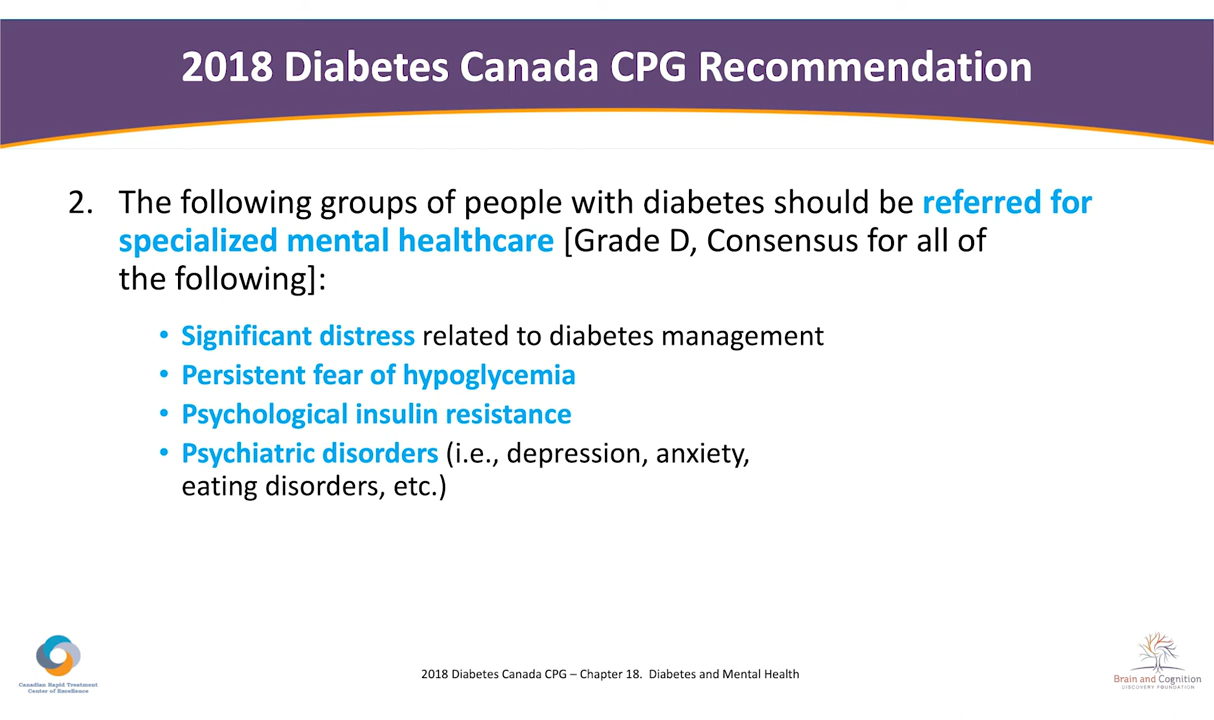 2018 Diabetes Canada CPG Recommendation
2. The following groups of people with diabetes should be referred for
specialized mental healthcare [Grade D, Consensus for all of
the following]:
• Significant distress related to diabetes management
• Persistent fear of hypoglycemia
• Psychological insulin resistance
• Psychiatric disorders (i.e., depression, anxiety,
eating disorders, etc.)
Canadian Rapid Treatment
Center of Excellence
2018 Diabetes Canada CPG – Chapter 18. Diabetes and Mental Health
Brain and Cognition
DISCOVERY FOUNDATION